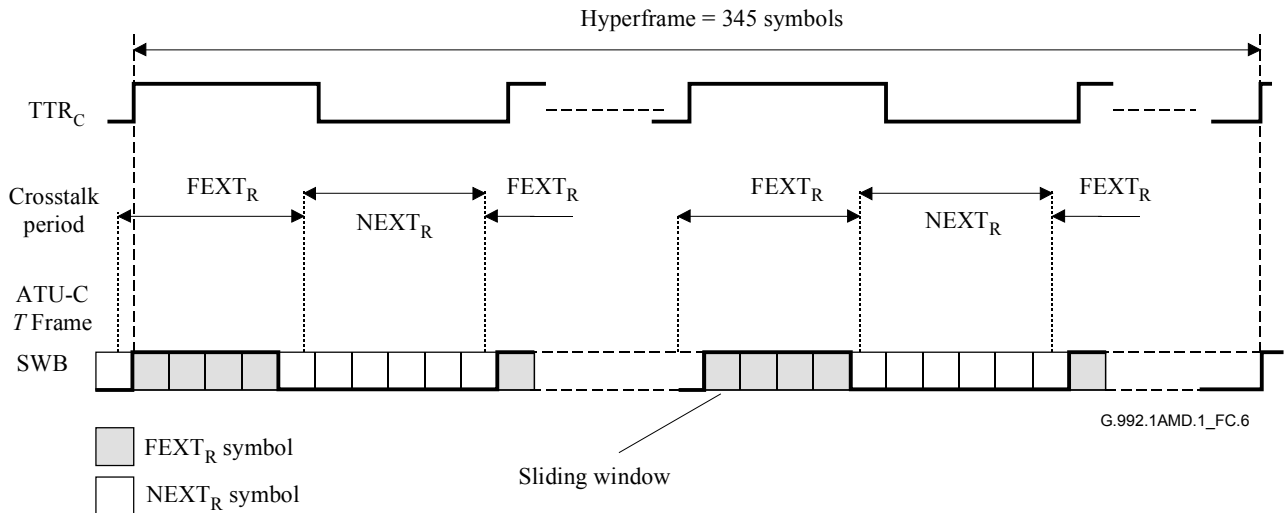 Hyperframe = 345 symbols
TTR_C
Crosstalk period
FEXT_R
NEXT_R
FEXT_R
FEXT_R
NEXT_R
FEXT_R
ATU-C
T Frame
SWB
G.992.1AMD.1_FC.6
FEXT_R symbol
Sliding window
NEXT_R symbol